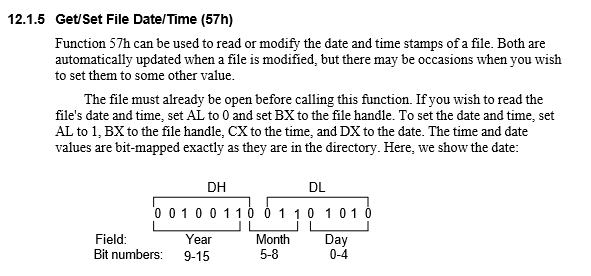 12.1.5 Get/Set File Date/Time (57h)
Function 57h can be used to read or modify the date and time stamps of a file. Both are
automatically updated when a file is modified, but there may be occasions when you wish
to set them to some other value.
The file must already be open before calling this function. If you wish to read the
file's date and time, set AL to 0 and set BX to the file handle. To set the date and time, set
AL to 1, BX to the file handle, CX to the time, and DX to the date. The time and date
values are bit-mapped exactly as they are in the directory. Here, we show the date:
DH DL
0 0 1 0 0 1 1 0 0 1 1 0 1 0 1 0
Field: Year Month Day
Bit numbers: 9-15 5-8 0-4